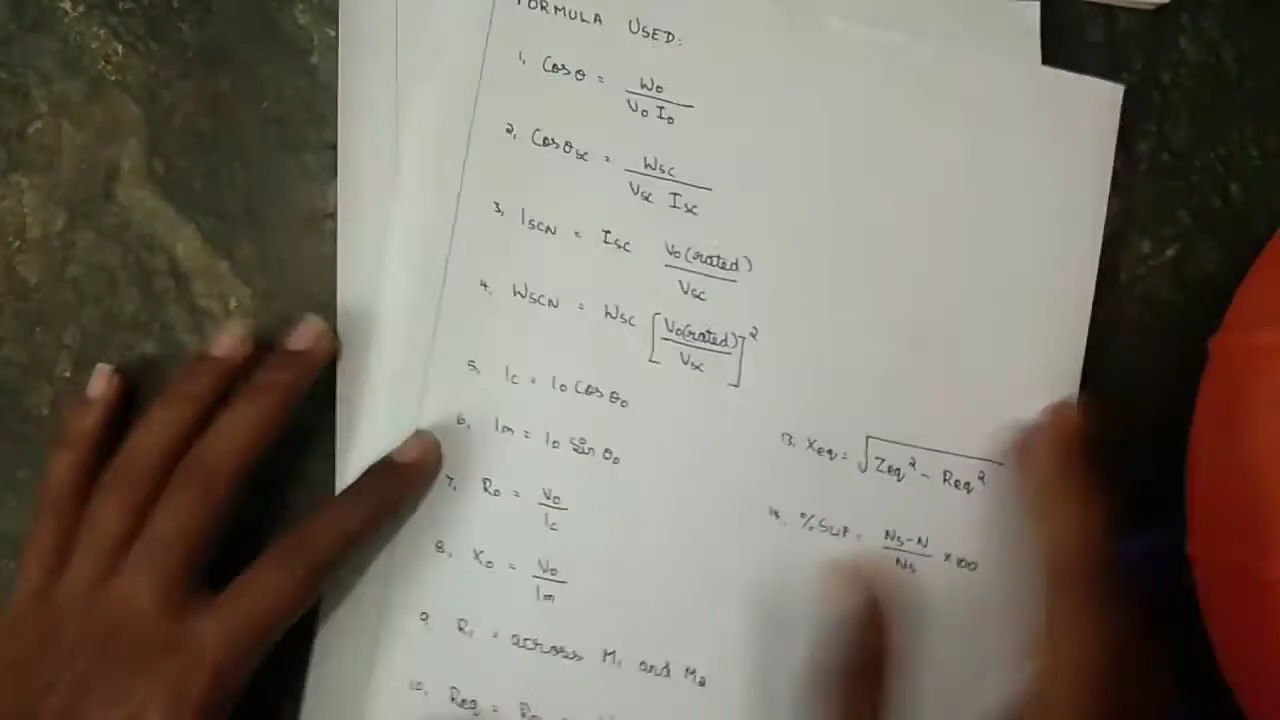 FORMULA USED:
1, Cosθ = W0 / V0 I0
2, Cosθsc = Wsc / Vsc Isc
3, ISCN = Isc V0(rated) / Vsc
4. WSCN = Wsc [V0(rated) / Vsc]²
5, Ic = I0 Cos θ0
6, Im = I0 Sin θ0
7, R0 = V0 / Ic
8, X0 = V0 / Im
9. R1 = across M1 and M2
10, Req =
13, Xeq = √Zeq² - Req²
14. % SLIP = Ns-N / Ns ×100